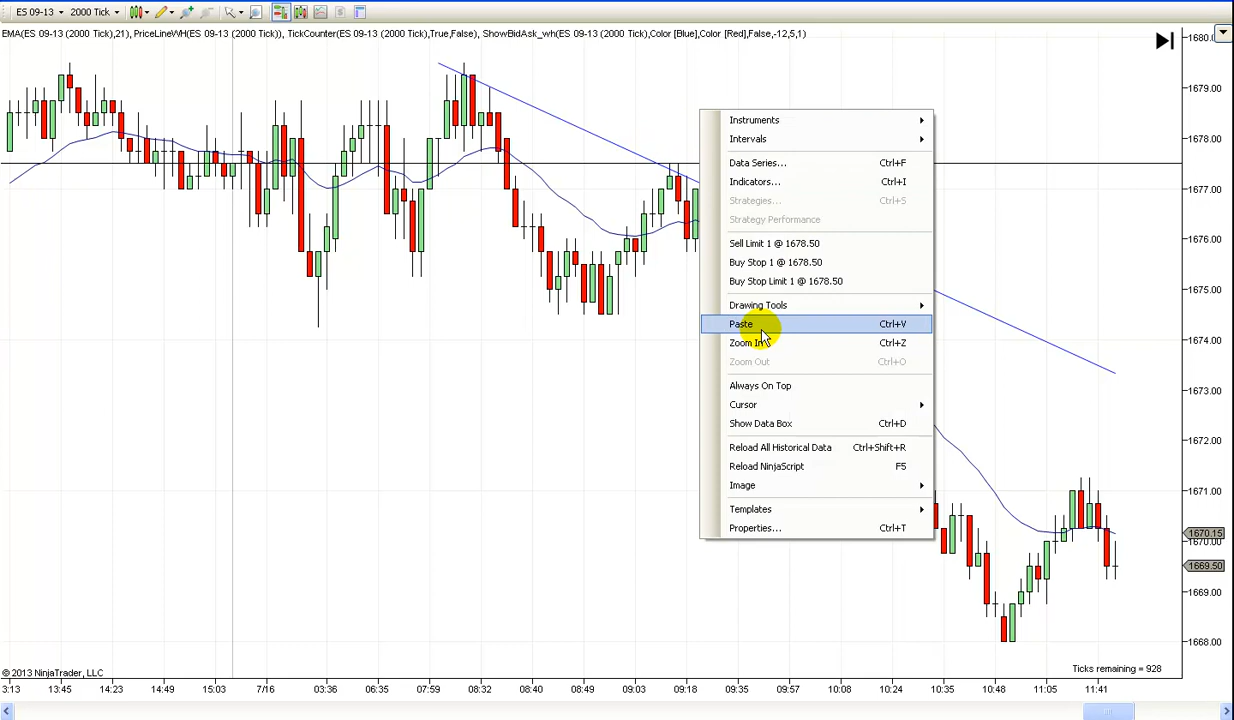 ES 09-13 2000 Tick
EMA(ES 09-13 (2000 Tick),21), PriceLineWH(ES 09-13 (2000 Tick)), TickCounter(ES 09-13 (2000 Tick),True,False), ShowBidAsk_wh(ES 09-13 (2000 Tick),Color [Blue],Color [Red],False,-12,5,1)
1680.
1679.00
1678.00
1677.00
1676.00
1675.00
1674.00
1673.00
1672.00
1671.00
1670.15
1670.00
1669.50
1669.00
1668.00
Instruments
Intervals
Data Series... Ctrl+F
Indicators... Ctrl+I
Strategies... Ctrl+S
Strategy Performance
Sell Limit 1 @ 1678.50
Buy Stop 1 @ 1678.50
Buy Stop Limit 1 @ 1678.50
Drawing Tools
Paste Ctrl+V
Zoom In Ctrl+Z
Zoom Out Ctrl+O
Always On Top
Cursor
Show Data Box Ctrl+D
Reload All Historical Data Ctrl+Shift+R
Reload NinjaScript F5
Image
Templates
Properties... Ctrl+T
© 2013 NinjaTrader, LLC
Ticks remaining = 928
3:13 13:45 14:23 14:49 15:03 7/16 03:36 06:35 07:59 08:32 08:40 08:49 09:03 09:18 09:35 09:57 10:08 10:24 10:35 10:48 11:05 11:41